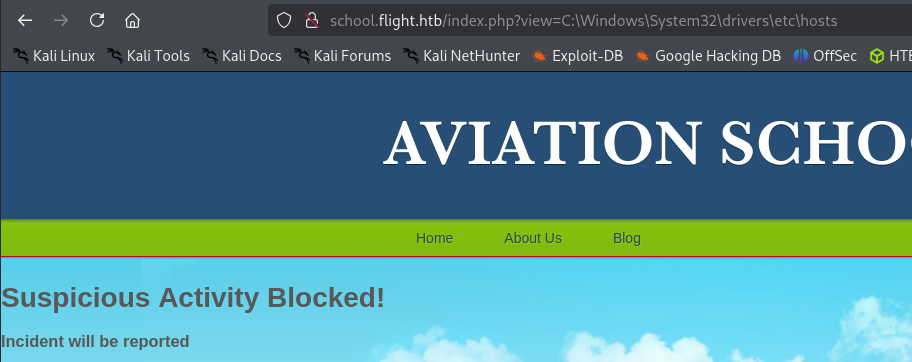 school.flight.htb/index.php?view=C:\Windows\System32\drivers\etc\hosts
Kali Linux Kali Tools Kali Docs Kali Forums Kali NetHunter Exploit-DB Google Hacking DB OffSec HTB
AVIATION SCHOO
Home About Us Blog
Suspicious Activity Blocked!
Incident will be reported